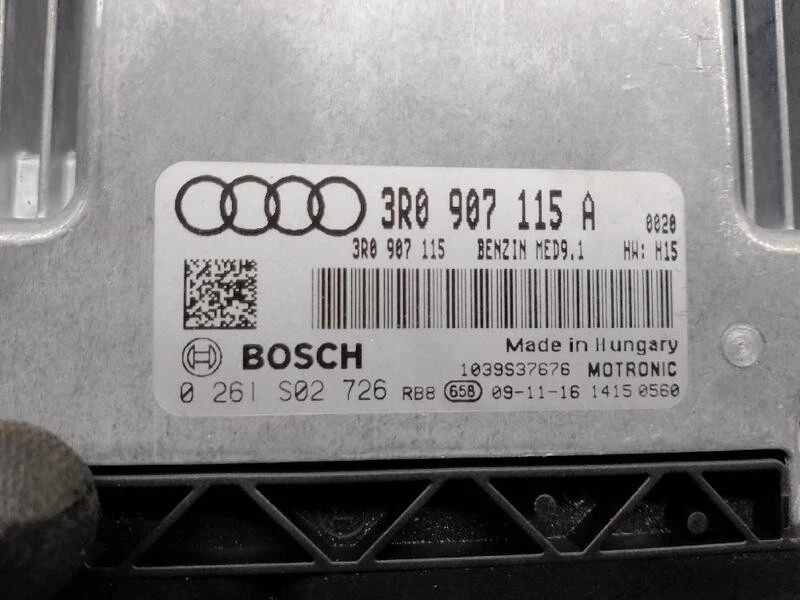 3R0 907 115 A 0020
3R0 907 115 BENZIN MED9.1 HW: H15
Made in Hungary
BOSCH 1039S37676 MOTRONIC
0 261 S02 726 RB8 658 09-11-16 1415 0560